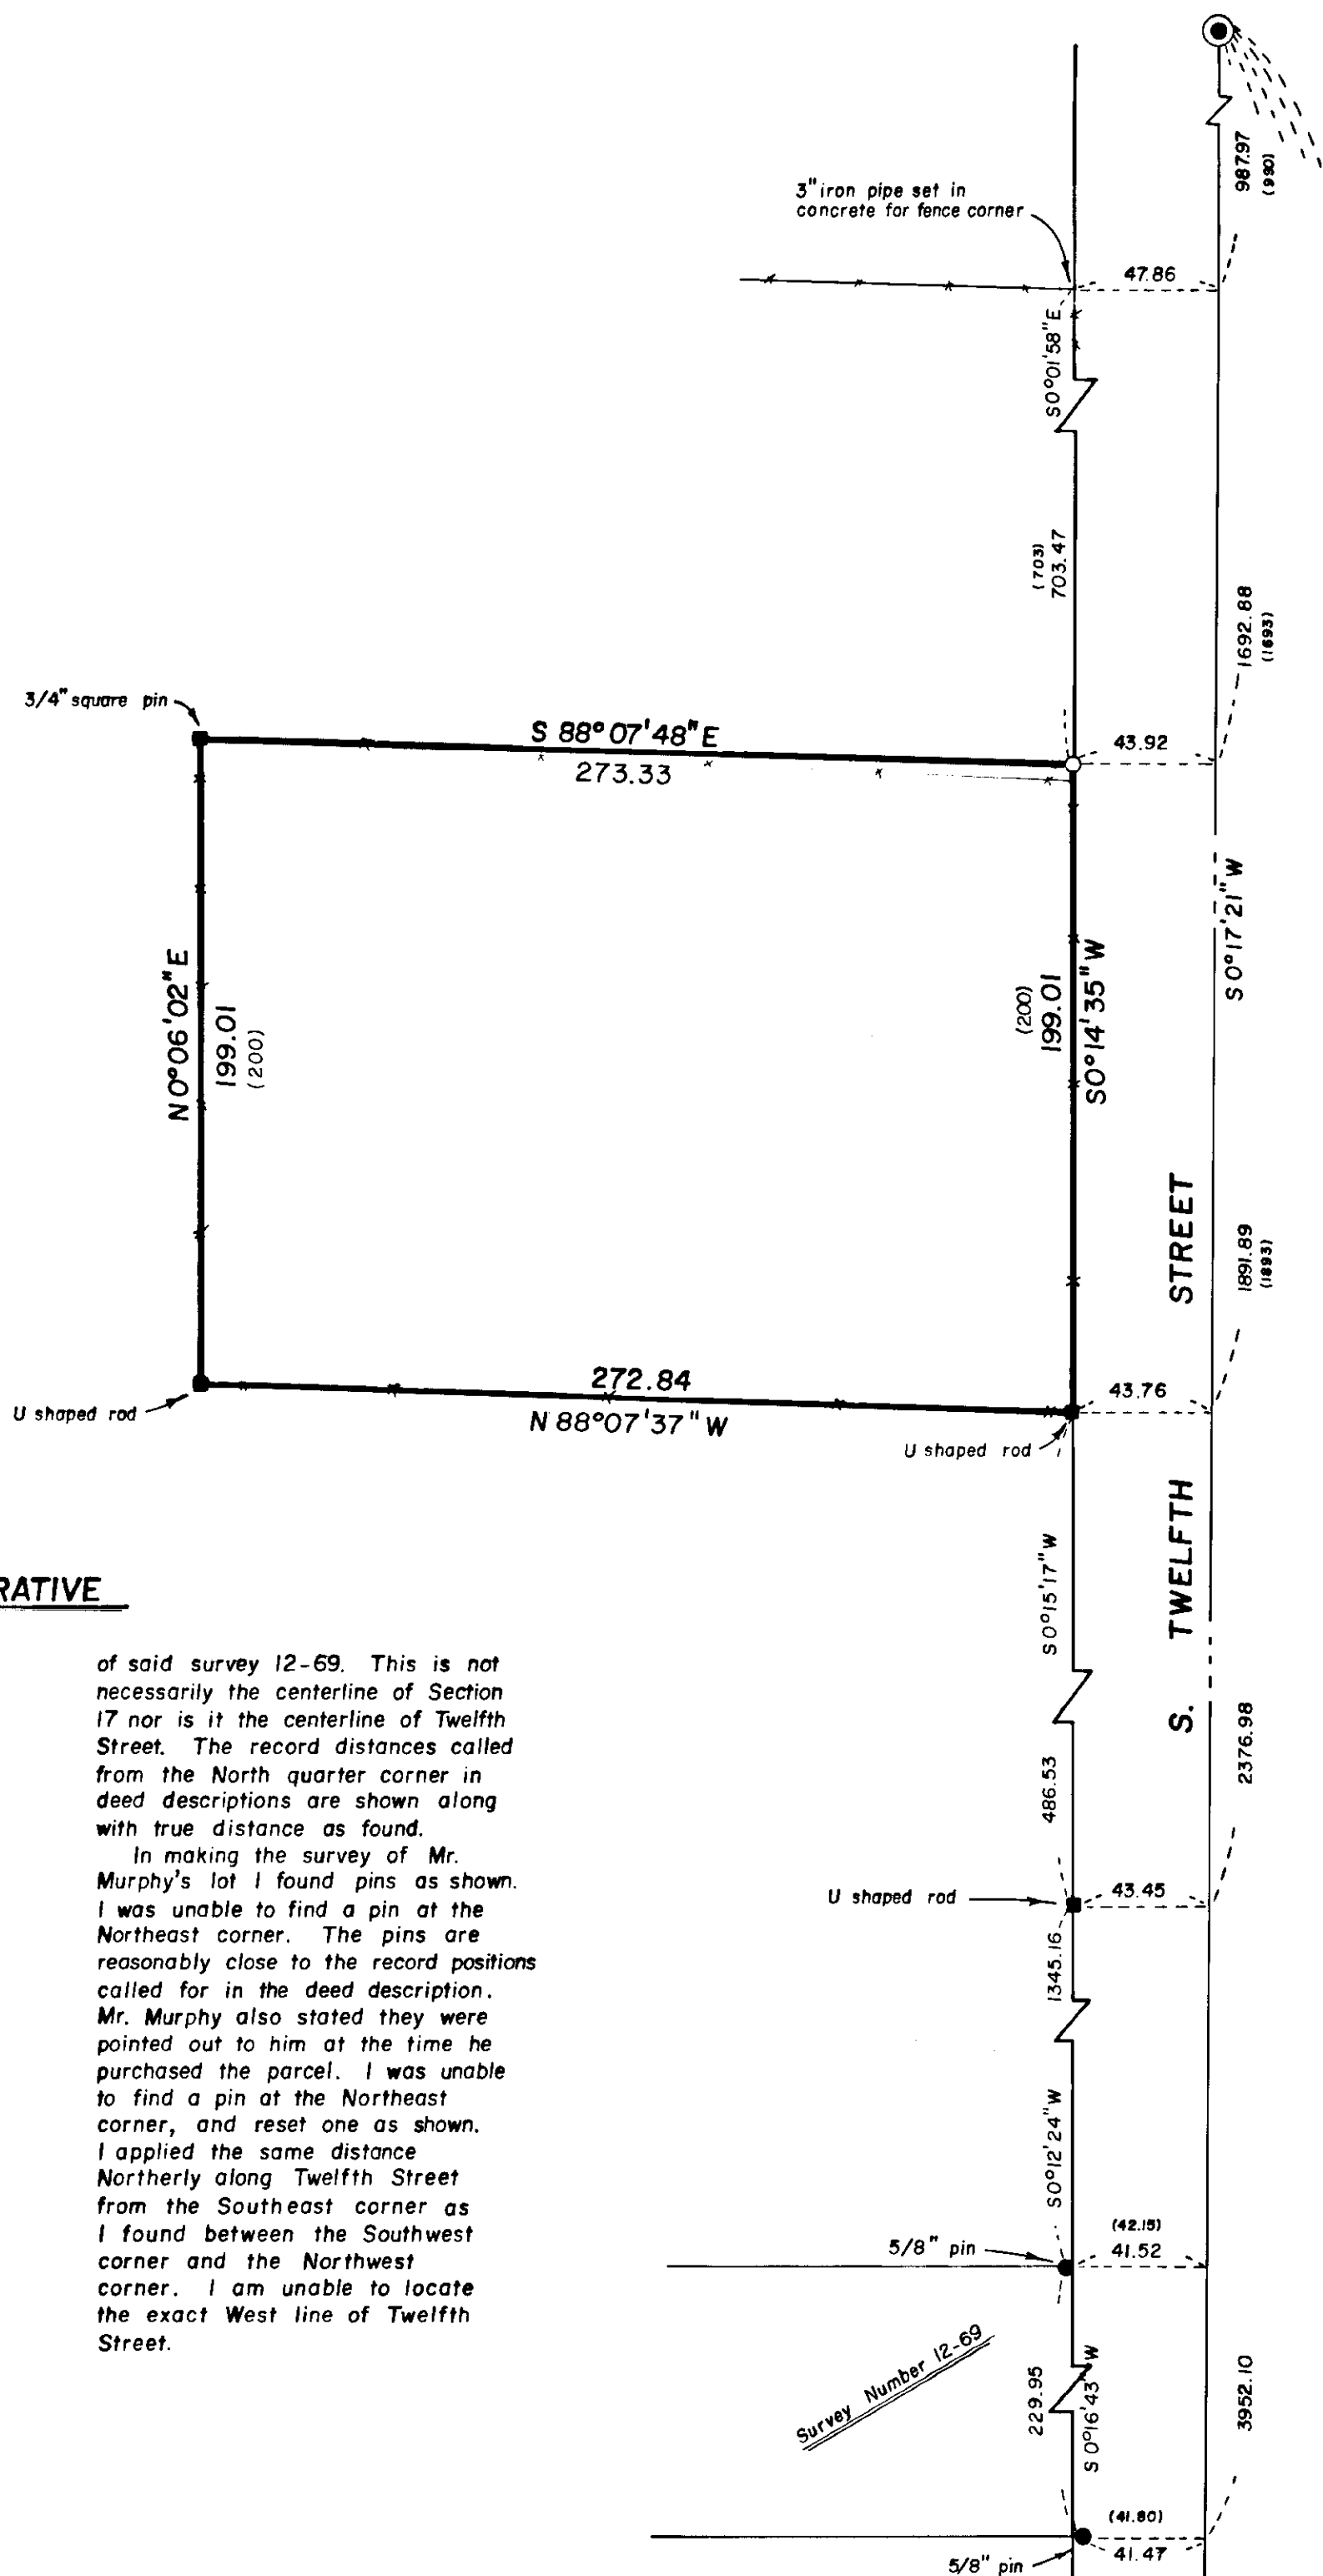 987.97
(990)
3" iron pipe set in
concrete for fence corner
47.86
S 0°01'58" E
(703)
703.47
1692.88
(1693)
3/4" square pin
S 88°07'48" E
273.33
43.92
S 0°17'21" W
N 0°06'02" E
199.01
(200)
(200)
199.01
S 0°14'35" W
STREET
1891.89
(1893)
272.84
N 88°07'37" W
43.76
U shaped rod
U shaped rod
S 0°15'17" W
S. TWELFTH
RATIVE
of said survey 12-69. This is not
necessarily the centerline of Section
17 nor is it the centerline of Twelfth
Street. The record distances called
from the North quarter corner in
deed descriptions are shown along
with true distance as found.
In making the survey of Mr.
Murphy's lot I found pins as shown.
I was unable to find a pin at the
Northeast corner. The pins are
reasonably close to the record positions
called for in the deed description.
Mr. Murphy also stated they were
pointed out to him at the time he
purchased the parcel. I was unable
to find a pin at the Northeast
corner, and reset one as shown.
I applied the same distance
Northerly along Twelfth Street
from the Southeast corner as
I found between the Southwest
corner and the Northwest
corner. I am unable to locate
the exact West line of Twelfth
Street.
486.53
2376.98
U shaped rod
43.45
1345.16
S 0°12'24" W
(42.15)
5/8" pin
41.52
Survey Number 12-69
229.95
S 0°16'43" W
3952.10
(41.80)
41.47
5/8" pin